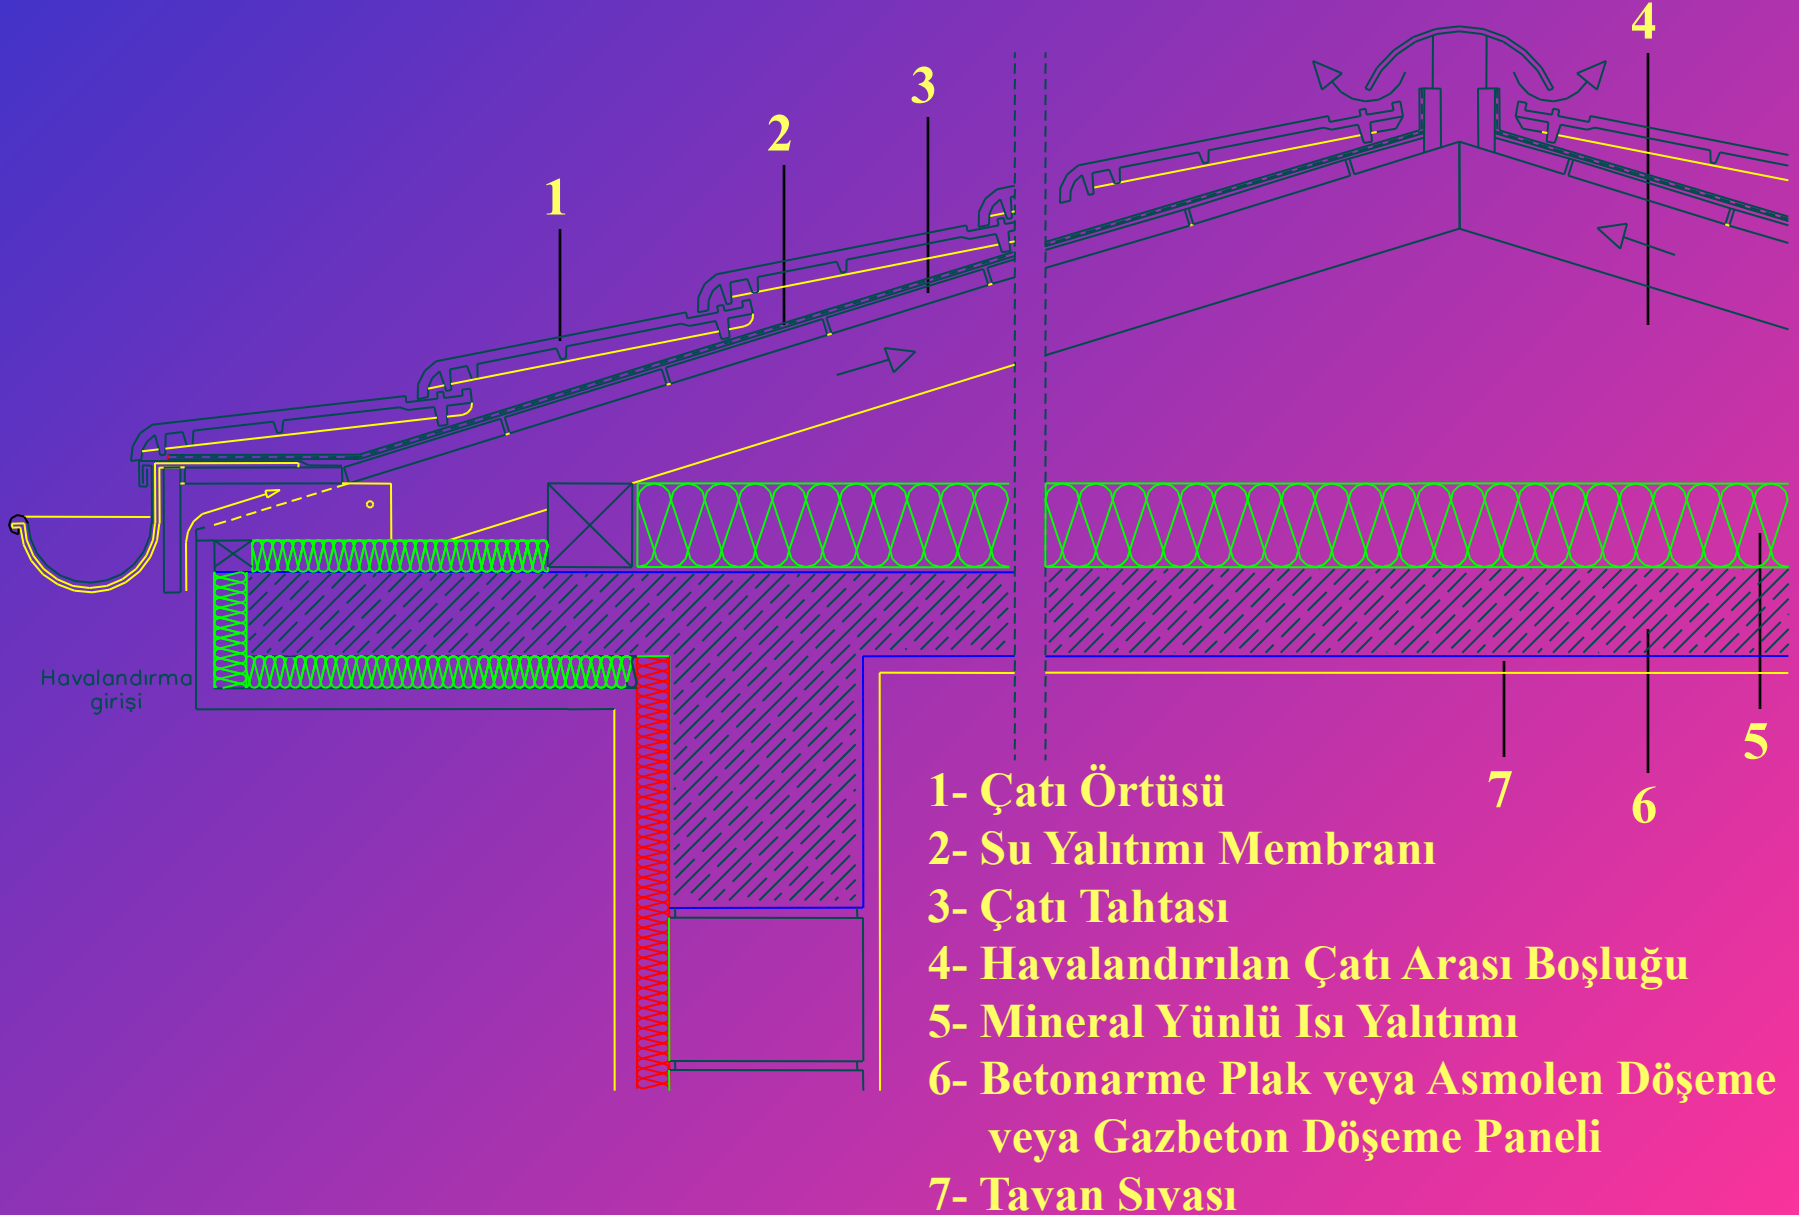 4
3
2
1
Havalandırma
girişi
5
7
6
1- Çatı Örtüsü
2- Su Yalıtımı Membranı
3- Çatı Tahtası
4- Havalandırılan Çatı Arası Boşluğu
5- Mineral Yünlü Isı Yalıtımı
6- Betonarme Plak veya Asmolen Döşeme
veya Gazbeton Döşeme Paneli
7- Tavan Sıvası